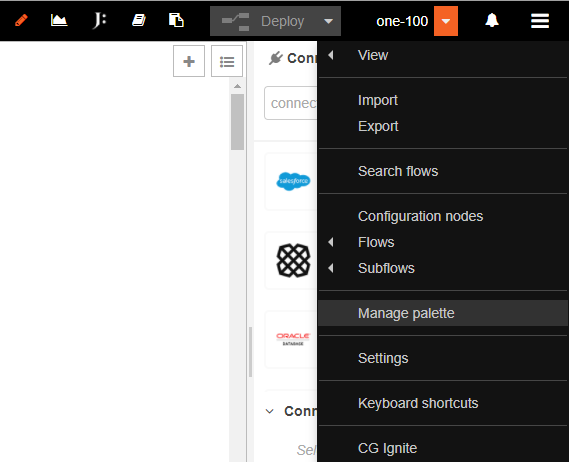 J:
Deploy
one-100
Conn
connec
salesforce
ORACLE
DATABASE
Conn
Sel
View
Import
Export
Search flows
Configuration nodes
Flows
Subflows
Manage palette
Settings
Keyboard shortcuts
CG Ignite